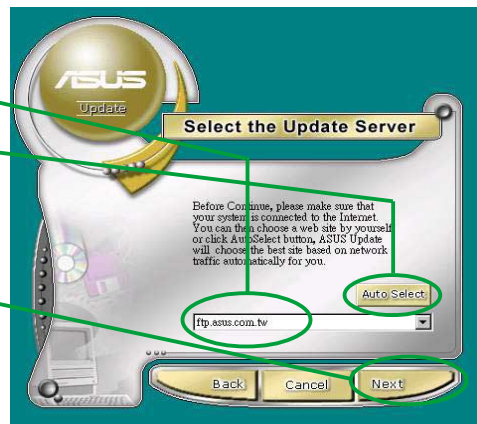 ASUS
Update
Select the Update Server
Before Continue, please make sure that
your system is connected to the Internet.
You can then choose a web site by yourself
or click AutoSelect button, ASUS Update
will choose the best site based on network
traffic automatically for you.
Auto Select
ftp.asus.com.tw
Back Cancel Next